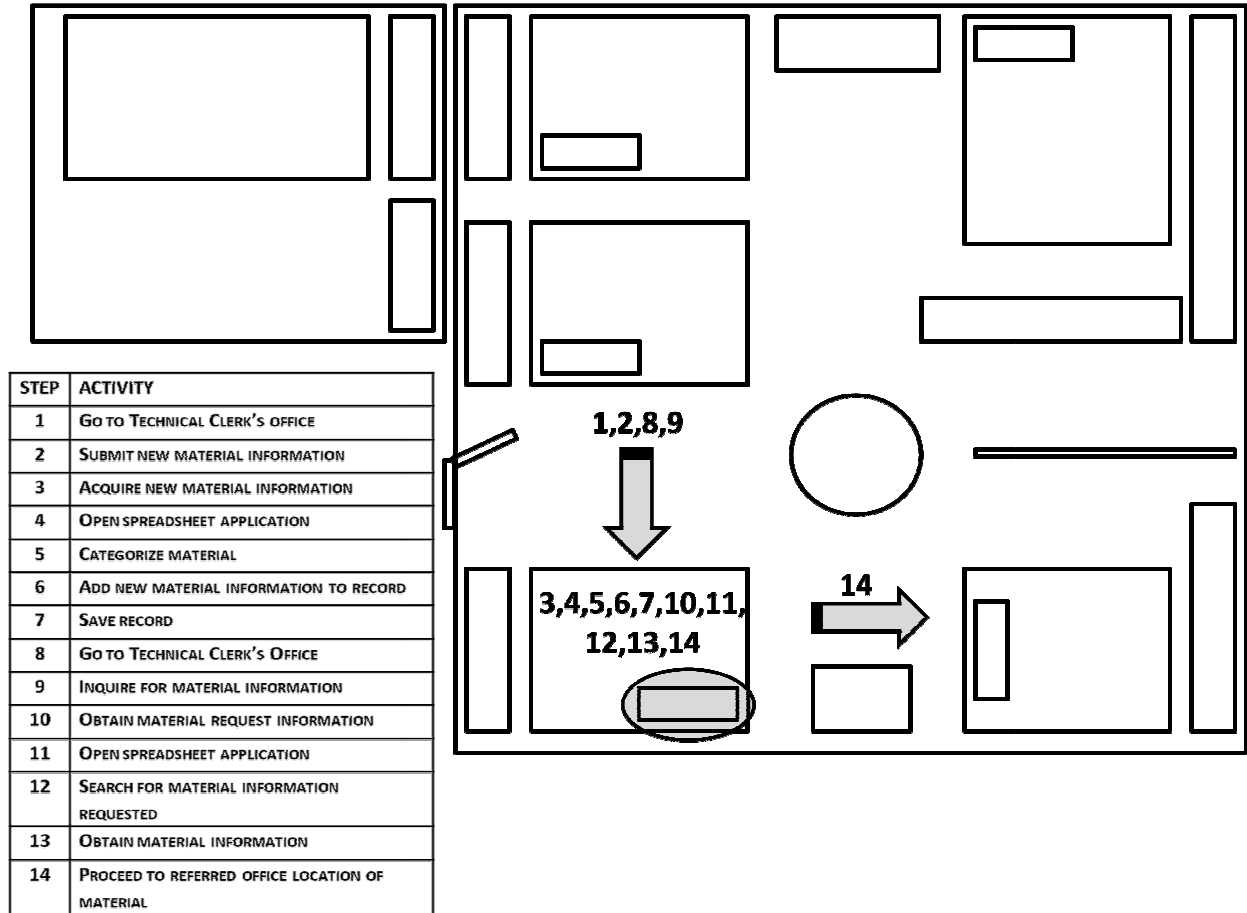 1,2,8,9
3,4,5,6,7,10,11,
12,13,14
14
STEP ACTIVITY
1 GO TO TECHNICAL CLERK'S OFFICE
2 SUBMIT NEW MATERIAL INFORMATION
3 ACQUIRE NEW MATERIAL INFORMATION
4 OPEN SPREADSHEET APPLICATION
5 CATEGORIZE MATERIAL
6 ADD NEW MATERIAL INFORMATION TO RECORD
7 SAVE RECORD
8 GO TO TECHNICAL CLERK'S OFFICE
9 INQUIRE FOR MATERIAL INFORMATION
10 OBTAIN MATERIAL REQUEST INFORMATION
11 OPEN SPREADSHEET APPLICATION
12 SEARCH FOR MATERIAL INFORMATION
REQUESTED
13 OBTAIN MATERIAL INFORMATION
14 PROCEED TO REFERRED OFFICE LOCATION OF
MATERIAL